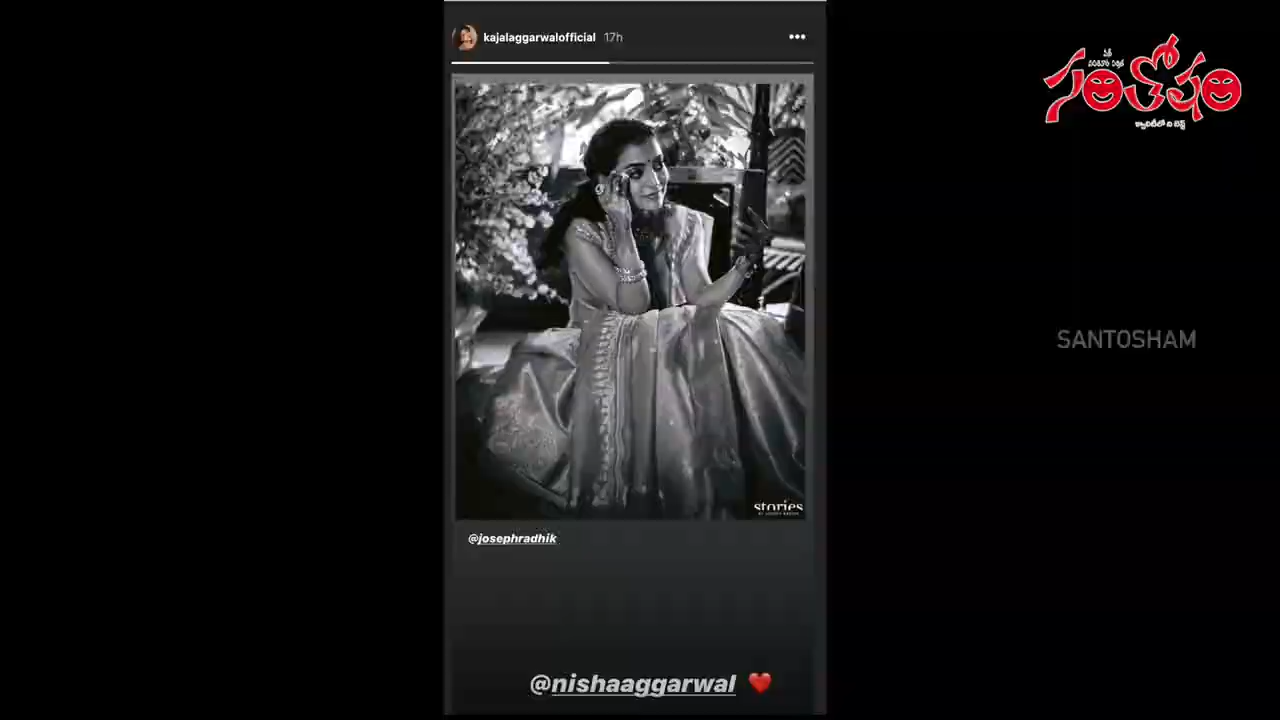 kajalaggarwalofficial 17h
సంతోషం
SANTOSHAM
stories
@josephradhik
@nishaaggarwal ❤️